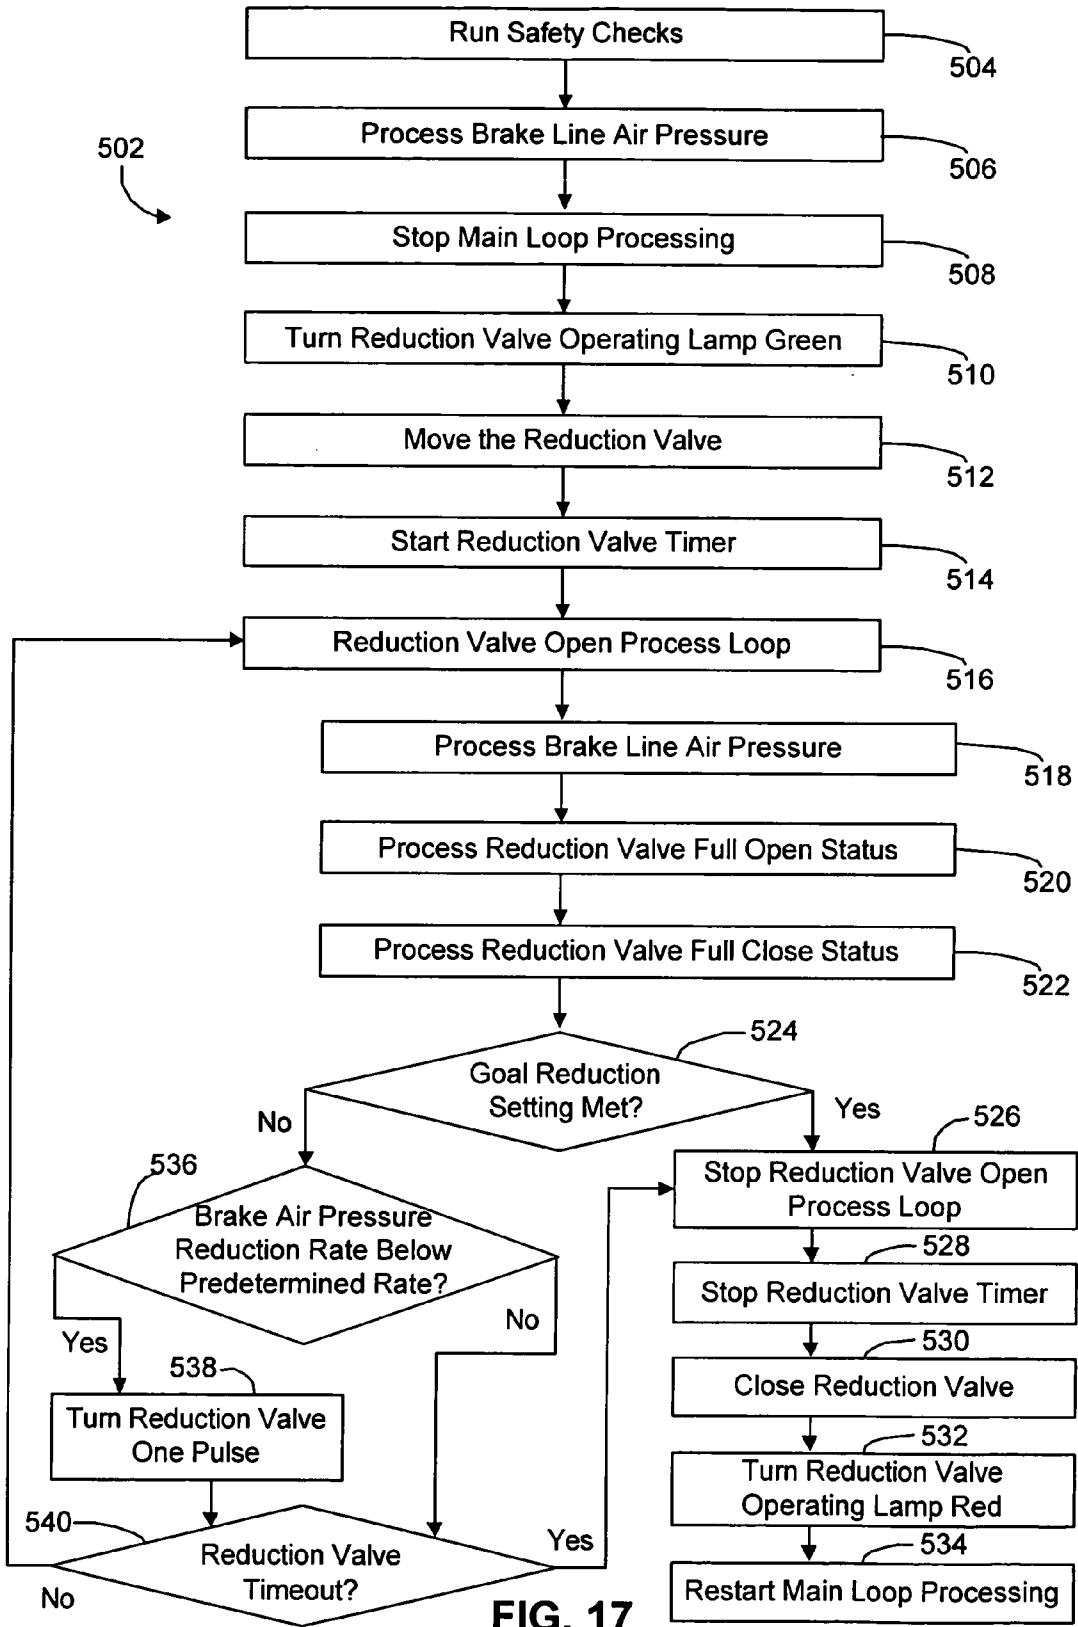 Run Safety Checks
504
Process Brake Line Air Pressure
506
502
Stop Main Loop Processing
508
Turn Reduction Valve Operating Lamp Green
510
Move the Reduction Valve
512
Start Reduction Valve Timer
514
Reduction Valve Open Process Loop
516
Process Brake Line Air Pressure
518
Process Reduction Valve Full Open Status
520
Process Reduction Valve Full Close Status
522
524
Goal Reduction
Setting Met?
No
Yes
526
Stop Reduction Valve Open
Process Loop
536
Brake Air Pressure
Reduction Rate Below
Predetermined Rate?
Yes
No
528
Stop Reduction Valve Timer
530
Close Reduction Valve
538
Turn Reduction Valve
One Pulse
532
Turn Reduction Valve
Operating Lamp Red
540
Reduction Valve
Timeout?
Yes
No
534
Restart Main Loop Processing
FIG. 17